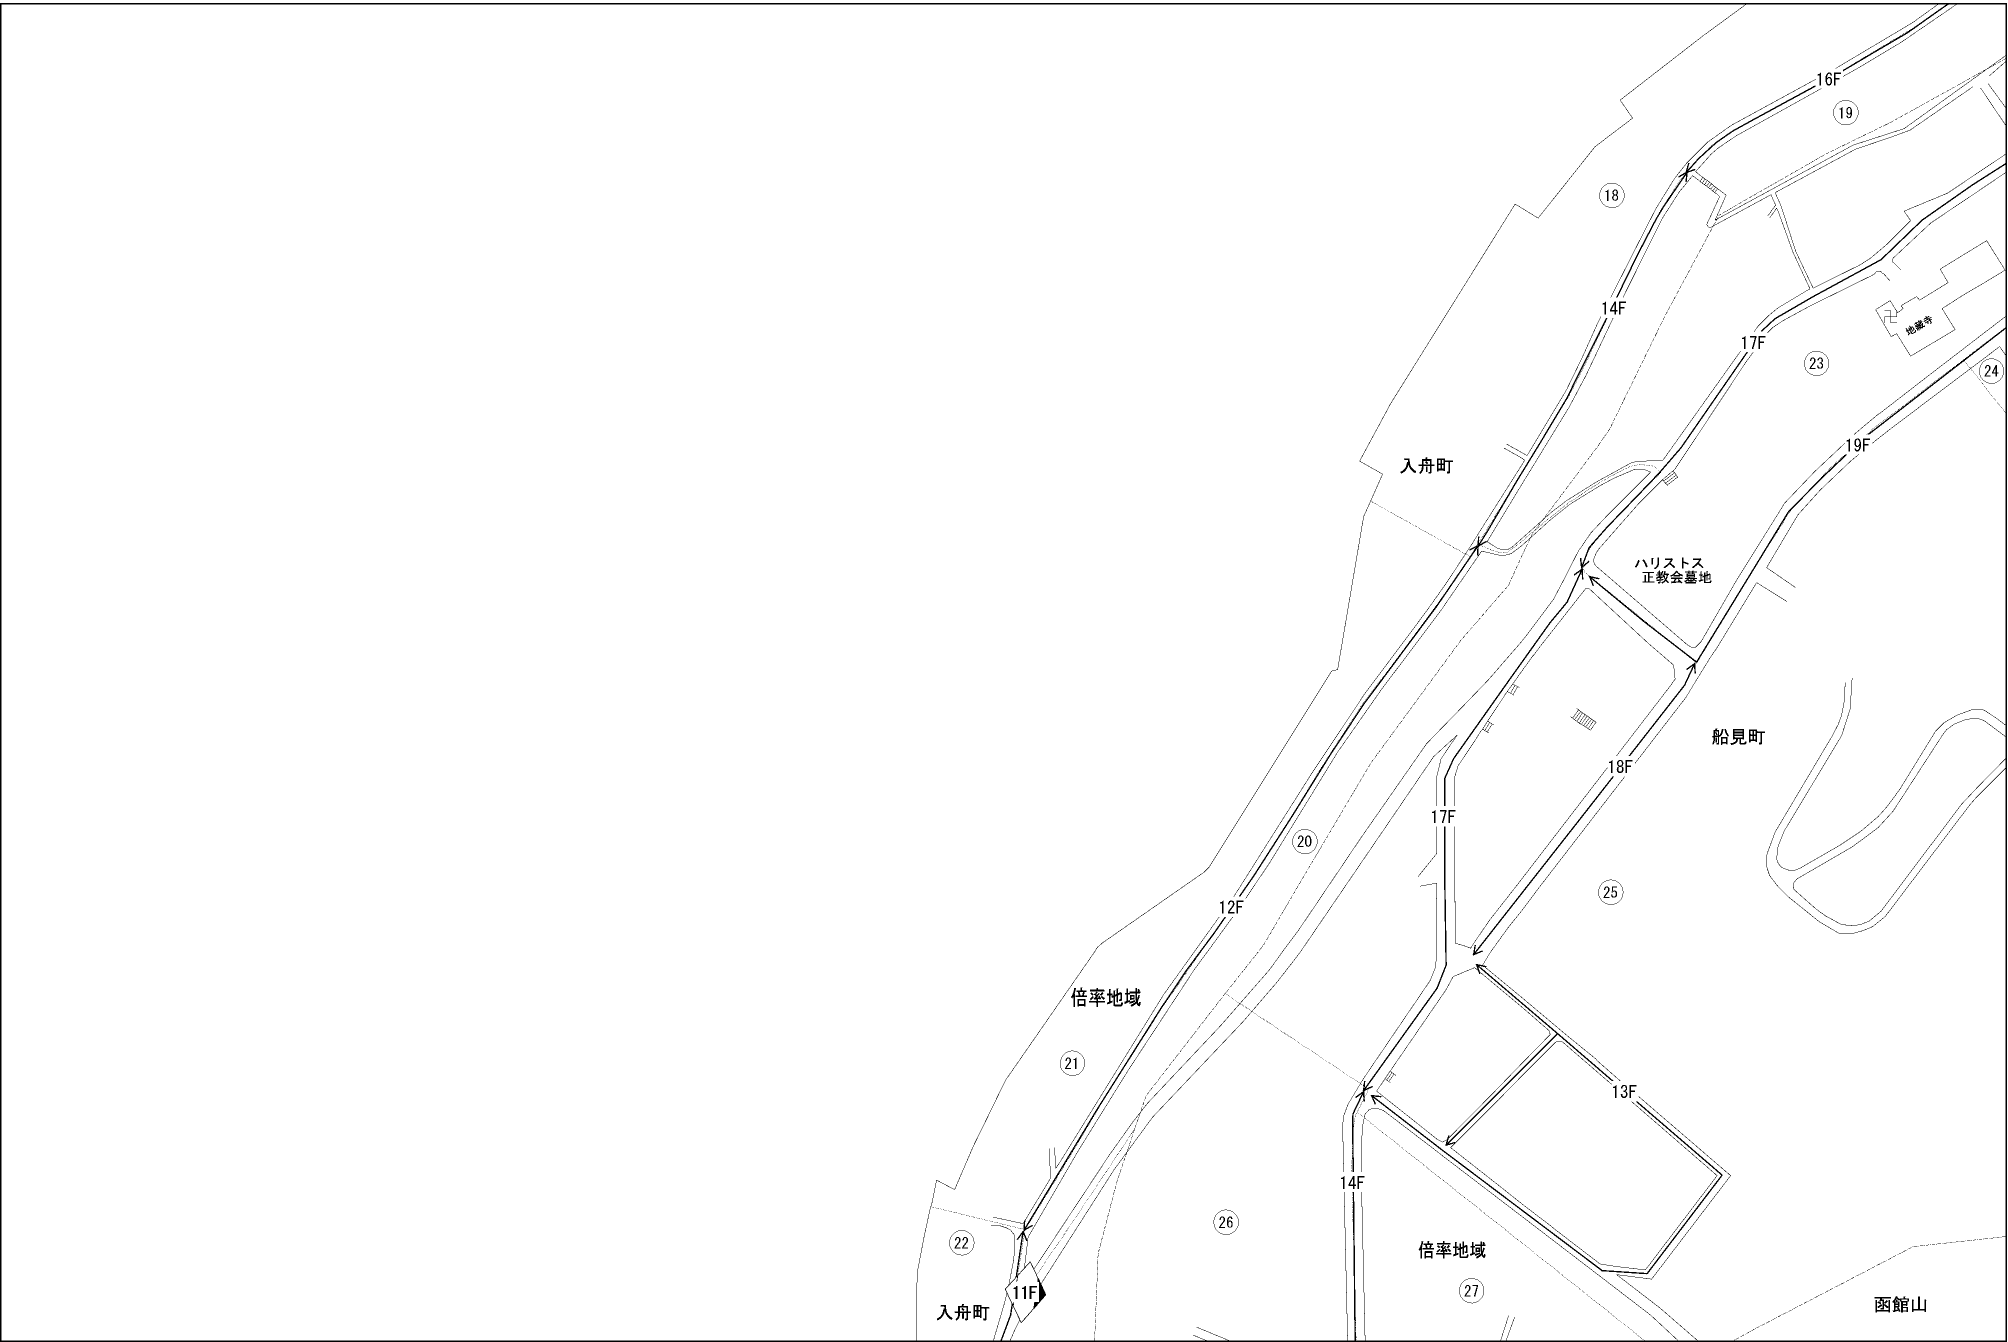 16F
19
18
14F
17F
地蔵寺
23
24
19F
入舟町
ハリストス
正教会墓地
船見町
18F
17F
20
25
12F
倍率地域
21
13F
14F
26
22
倍率地域
27
11F
入舟町
函館山